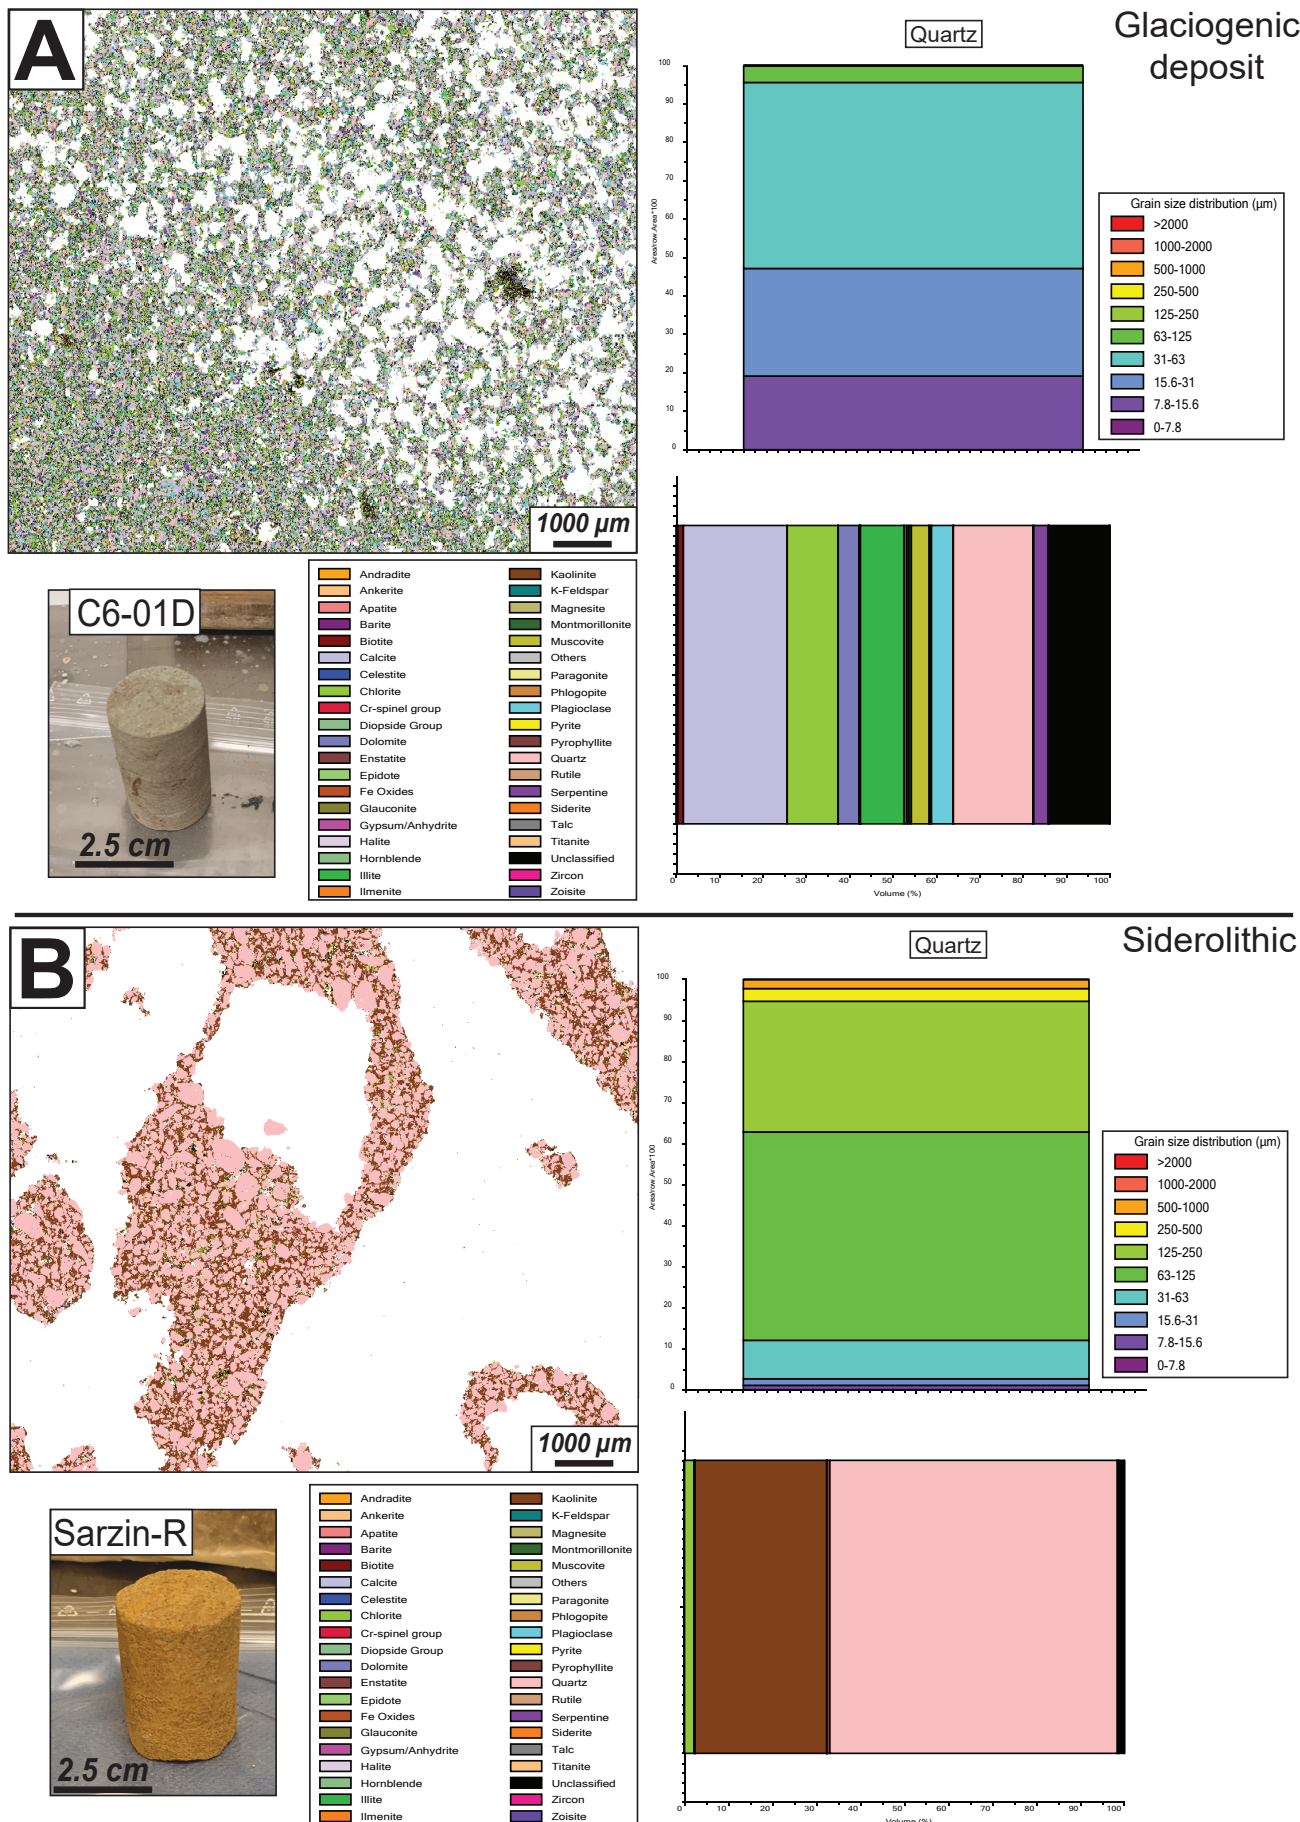 A
1000 µm
Quartz
Glaciogenic
deposit
100
90
80
70
60
50
40
30
20
10
0
Area/row.Area*100
Grain size distribution (µm)
>2000
1000-2000
500-1000
250-500
125-250
63-125
31-63
15.6-31
7.8-15.6
0-7.8
C6-01D
2.5 cm
Andradite
Ankerite
Apatite
Barite
Biotite
Calcite
Celestite
Chlorite
Cr-spinel group
Diopside Group
Dolomite
Enstatite
Epidote
Fe Oxides
Glauconite
Gypsum/Anhydrite
Halite
Hornblende
Illite
Ilmenite
Kaolinite
K-Feldspar
Magnesite
Montmorillonite
Muscovite
Others
Paragonite
Phlogopite
Plagioclase
Pyrite
Pyrophyllite
Quartz
Rutile
Serpentine
Siderite
Talc
Titanite
Unclassified
Zircon
Zoisite
0 10 20 30 40 50 60 70 80 90 100
Volume (%)
B
1000 µm
Quartz
Siderolithic
100
90
80
70
60
50
40
30
20
10
0
Area/row.Area*100
Grain size distribution (µm)
>2000
1000-2000
500-1000
250-500
125-250
63-125
31-63
15.6-31
7.8-15.6
0-7.8
Sarzin-R
2.5 cm
Andradite
Ankerite
Apatite
Barite
Biotite
Calcite
Celestite
Chlorite
Cr-spinel group
Diopside Group
Dolomite
Enstatite
Epidote
Fe Oxides
Glauconite
Gypsum/Anhydrite
Halite
Hornblende
Illite
Ilmenite
Kaolinite
K-Feldspar
Magnesite
Montmorillonite
Muscovite
Others
Paragonite
Phlogopite
Plagioclase
Pyrite
Pyrophyllite
Quartz
Rutile
Serpentine
Siderite
Talc
Titanite
Unclassified
Zircon
Zoisite
0 10 20 30 40 50 60 70 80 90 100
Volume (%)